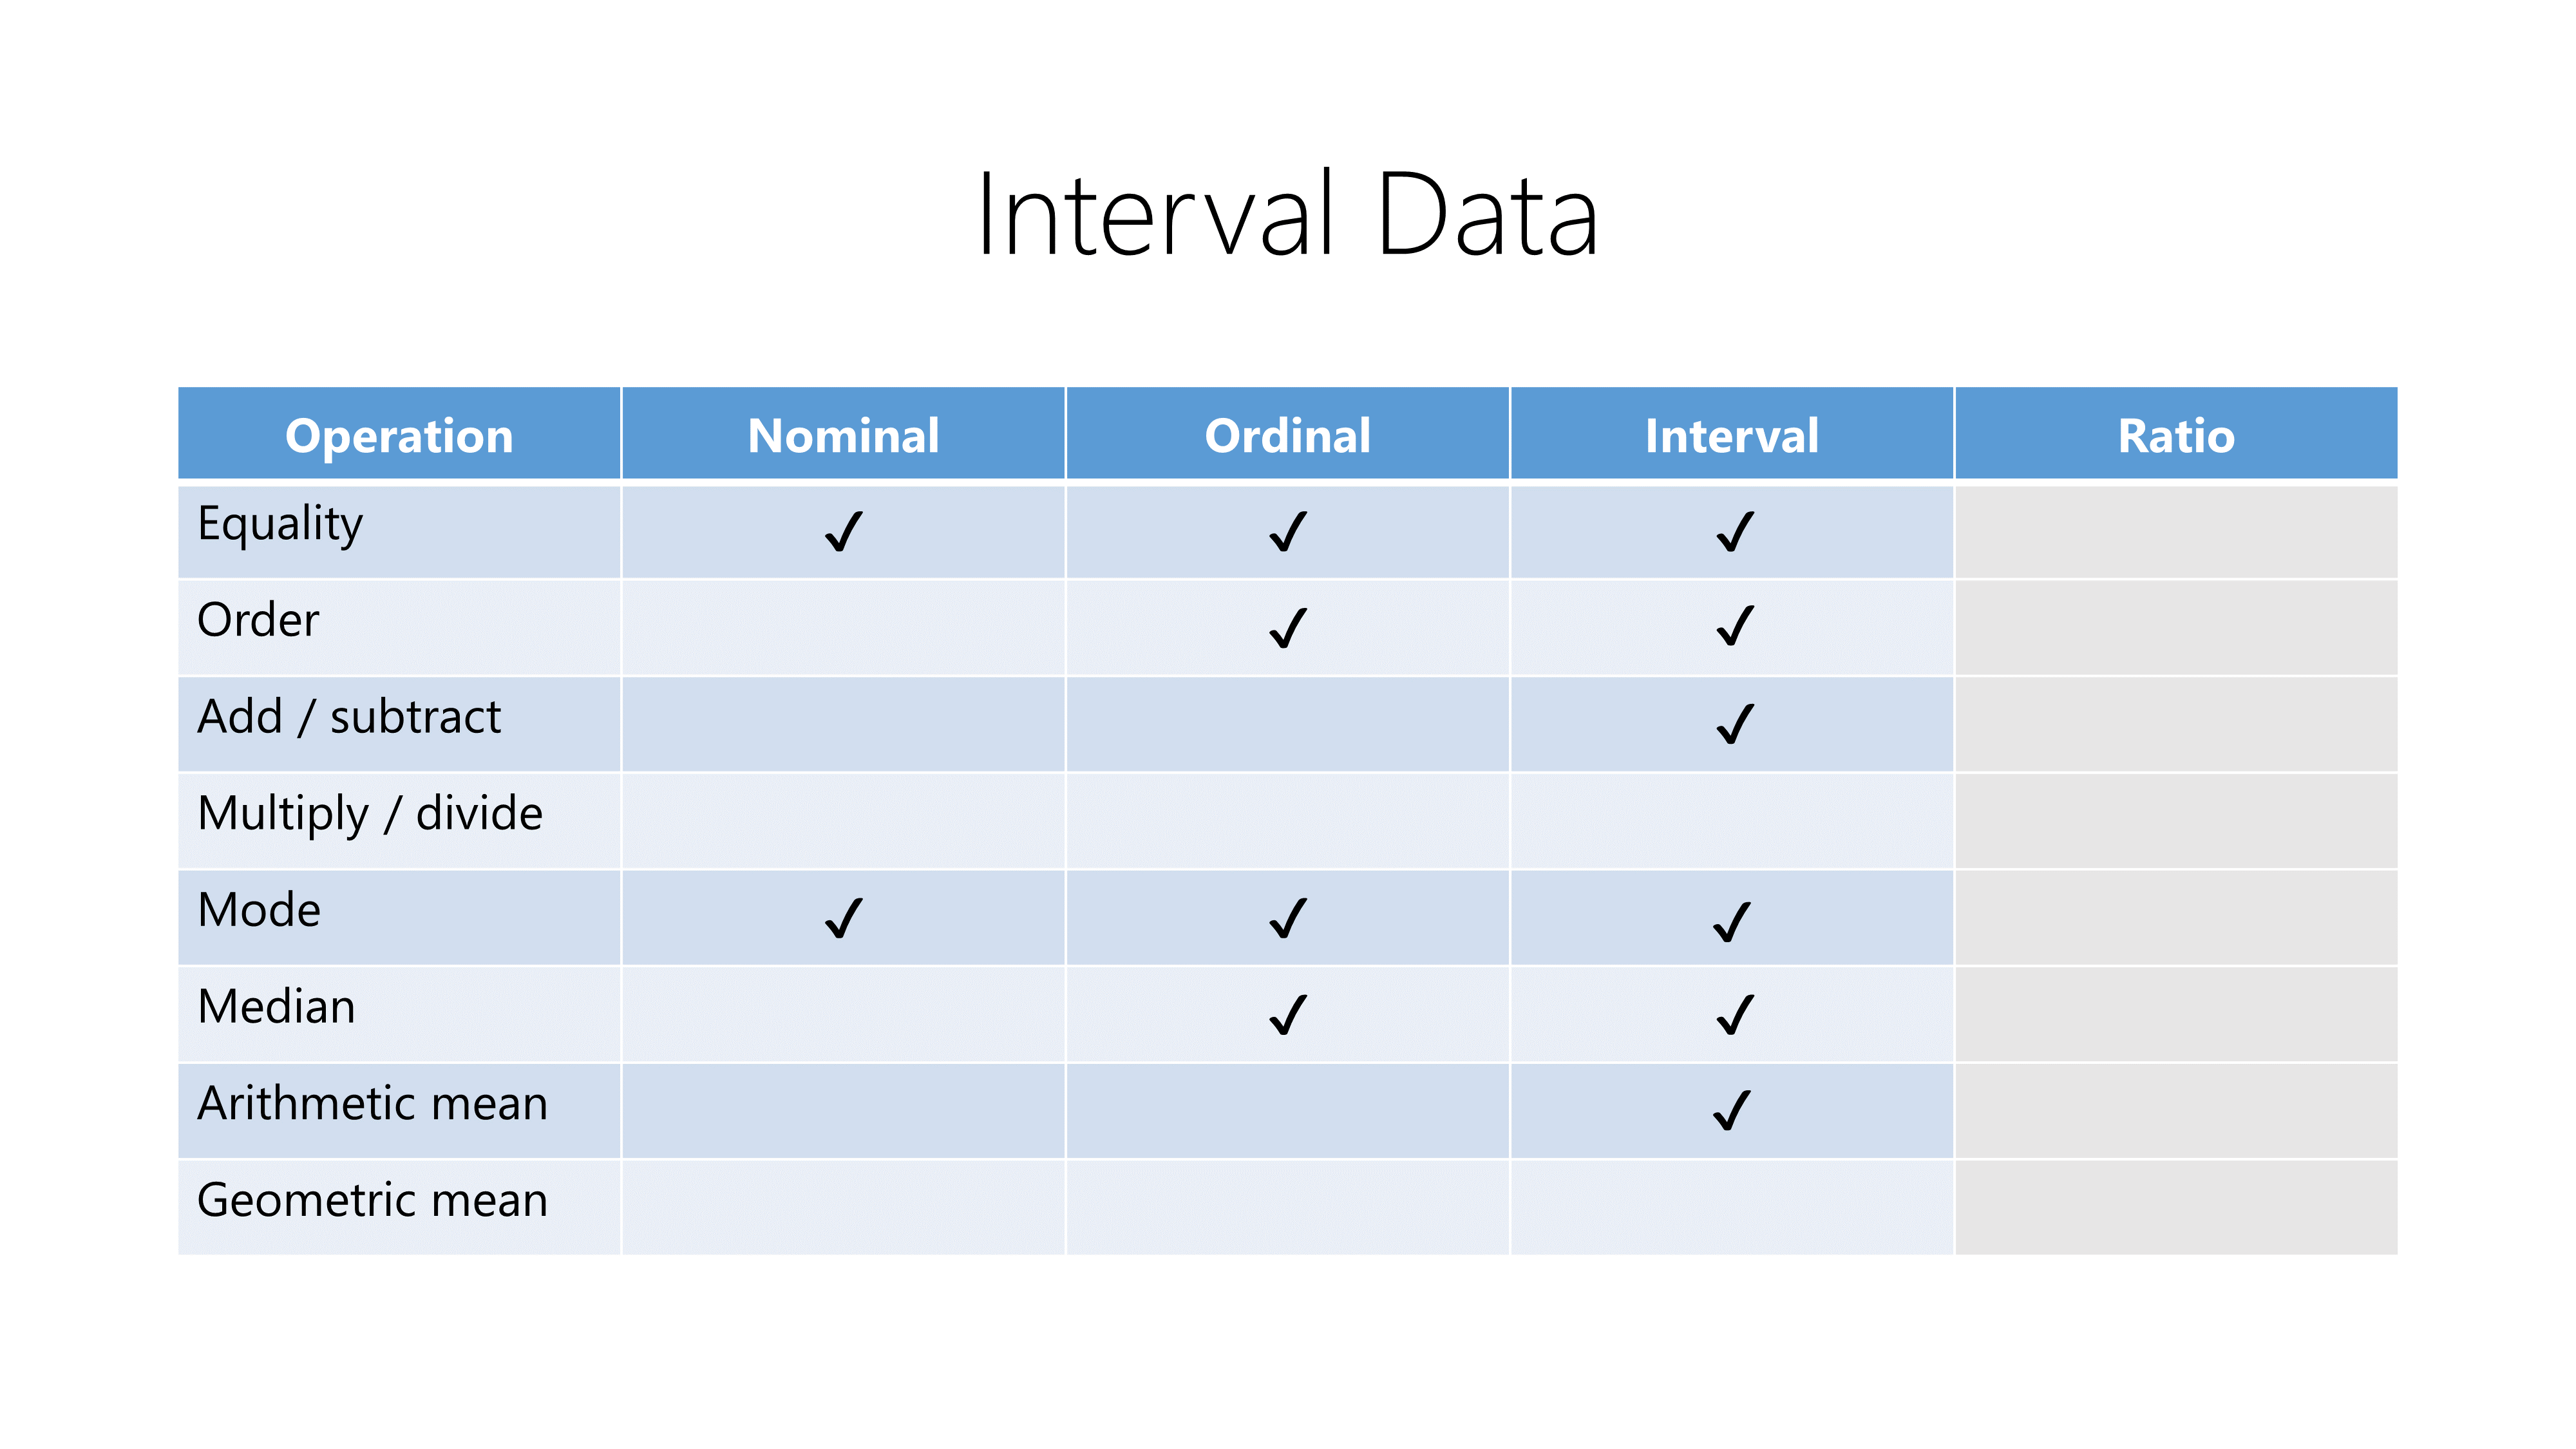 Interval Data
Operation Nominal Ordinal Interval Ratio
Equality ✓ ✓ ✓
Order ✓ ✓
Add / subtract ✓
Multiply / divide
Mode ✓ ✓ ✓
Median ✓ ✓
Arithmetic mean ✓
Geometric mean